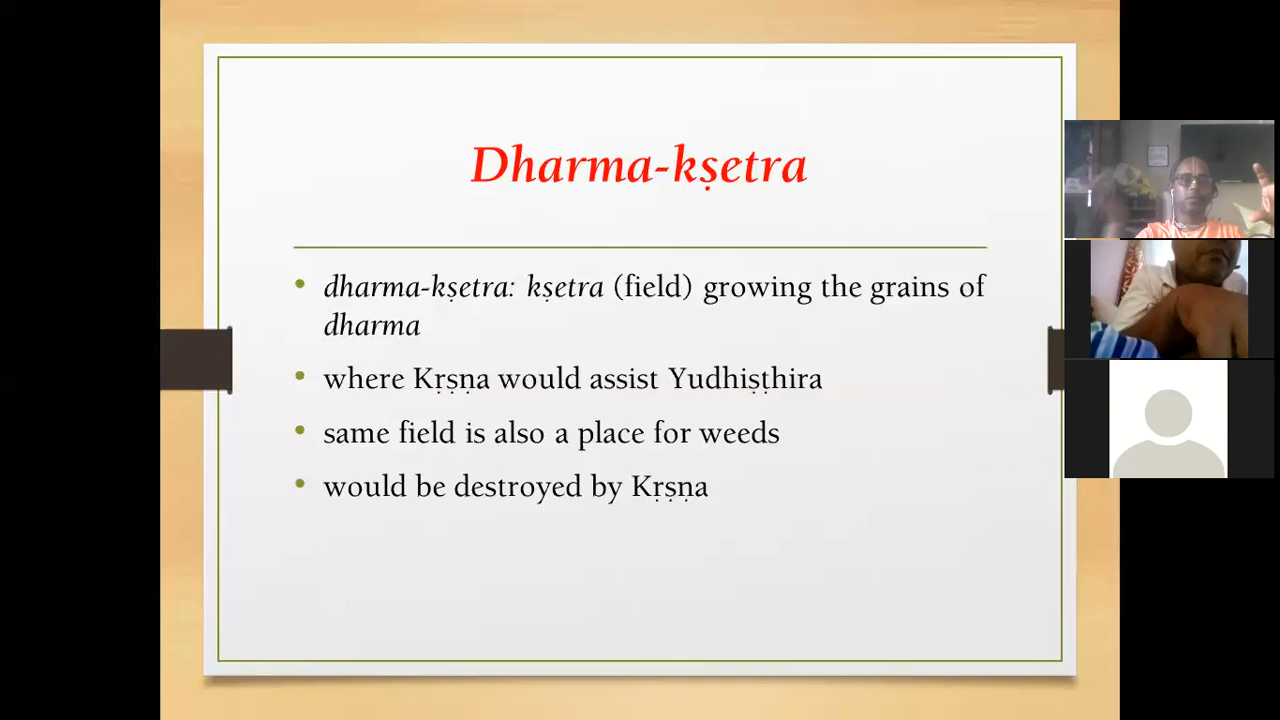 Dharma-kṣetra
• dharma-kṣetra: kṣetra (field) growing the grains of
dharma
• where Kṛṣṇa would assist Yudhiṣṭhira
• same field is also a place for weeds
• would be destroyed by Kṛṣṇa